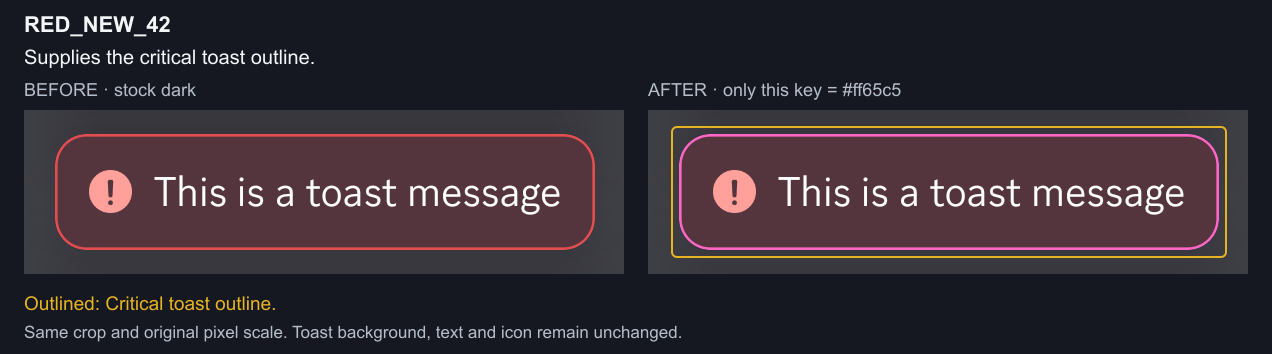 RED_NEW_42
Supplies the critical toast outline.
BEFORE · stock dark
AFTER · only this key = #ff65c5
! This is a toast message
! This is a toast message
Outlined: Critical toast outline.
Same crop and original pixel scale. Toast background, text and icon remain unchanged.